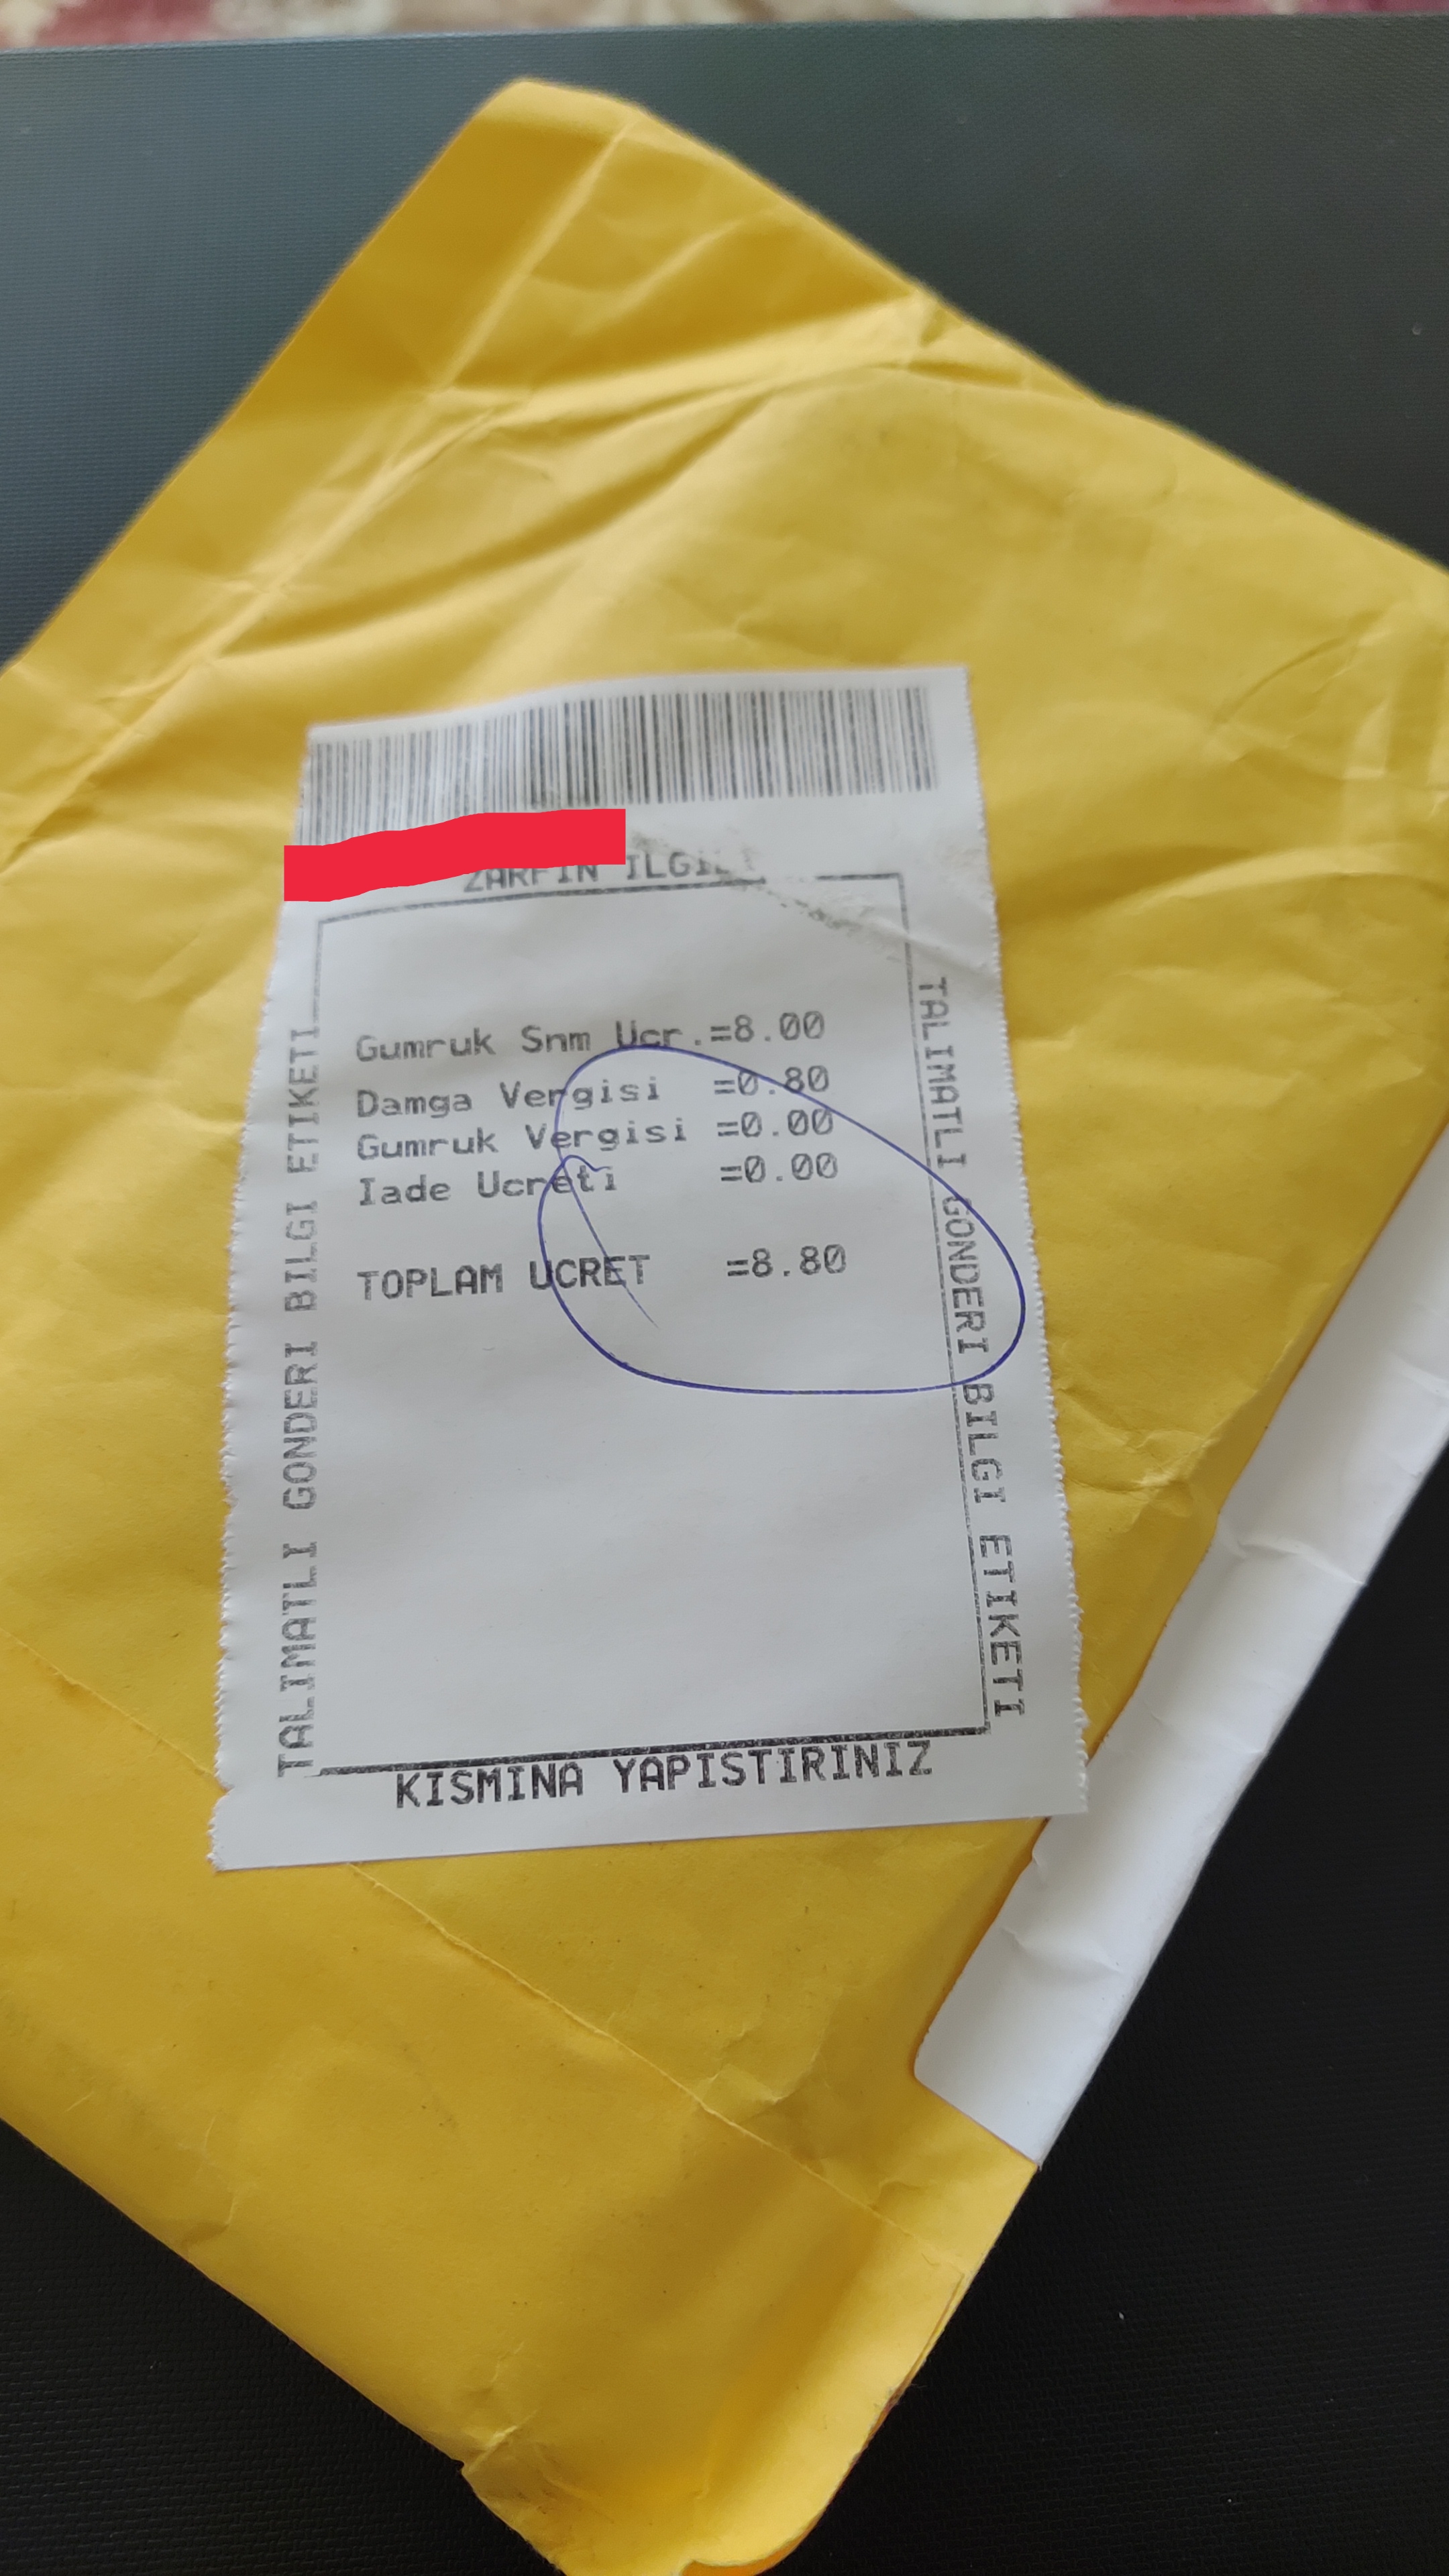 ZARFIN ILGILI
Gumruk Snm Ucr.=8.00
Damga Vergisi =0.80
Gumruk Vergisi =0.00
Iade Ucreti =0.00
TOPLAM UCRET =8.80
TALIMATLI GONDERI BILGI ETIKETI
TALIMATLI GONDERI BILGI ETIKETI
KISMINA YAPISTIRINIZ